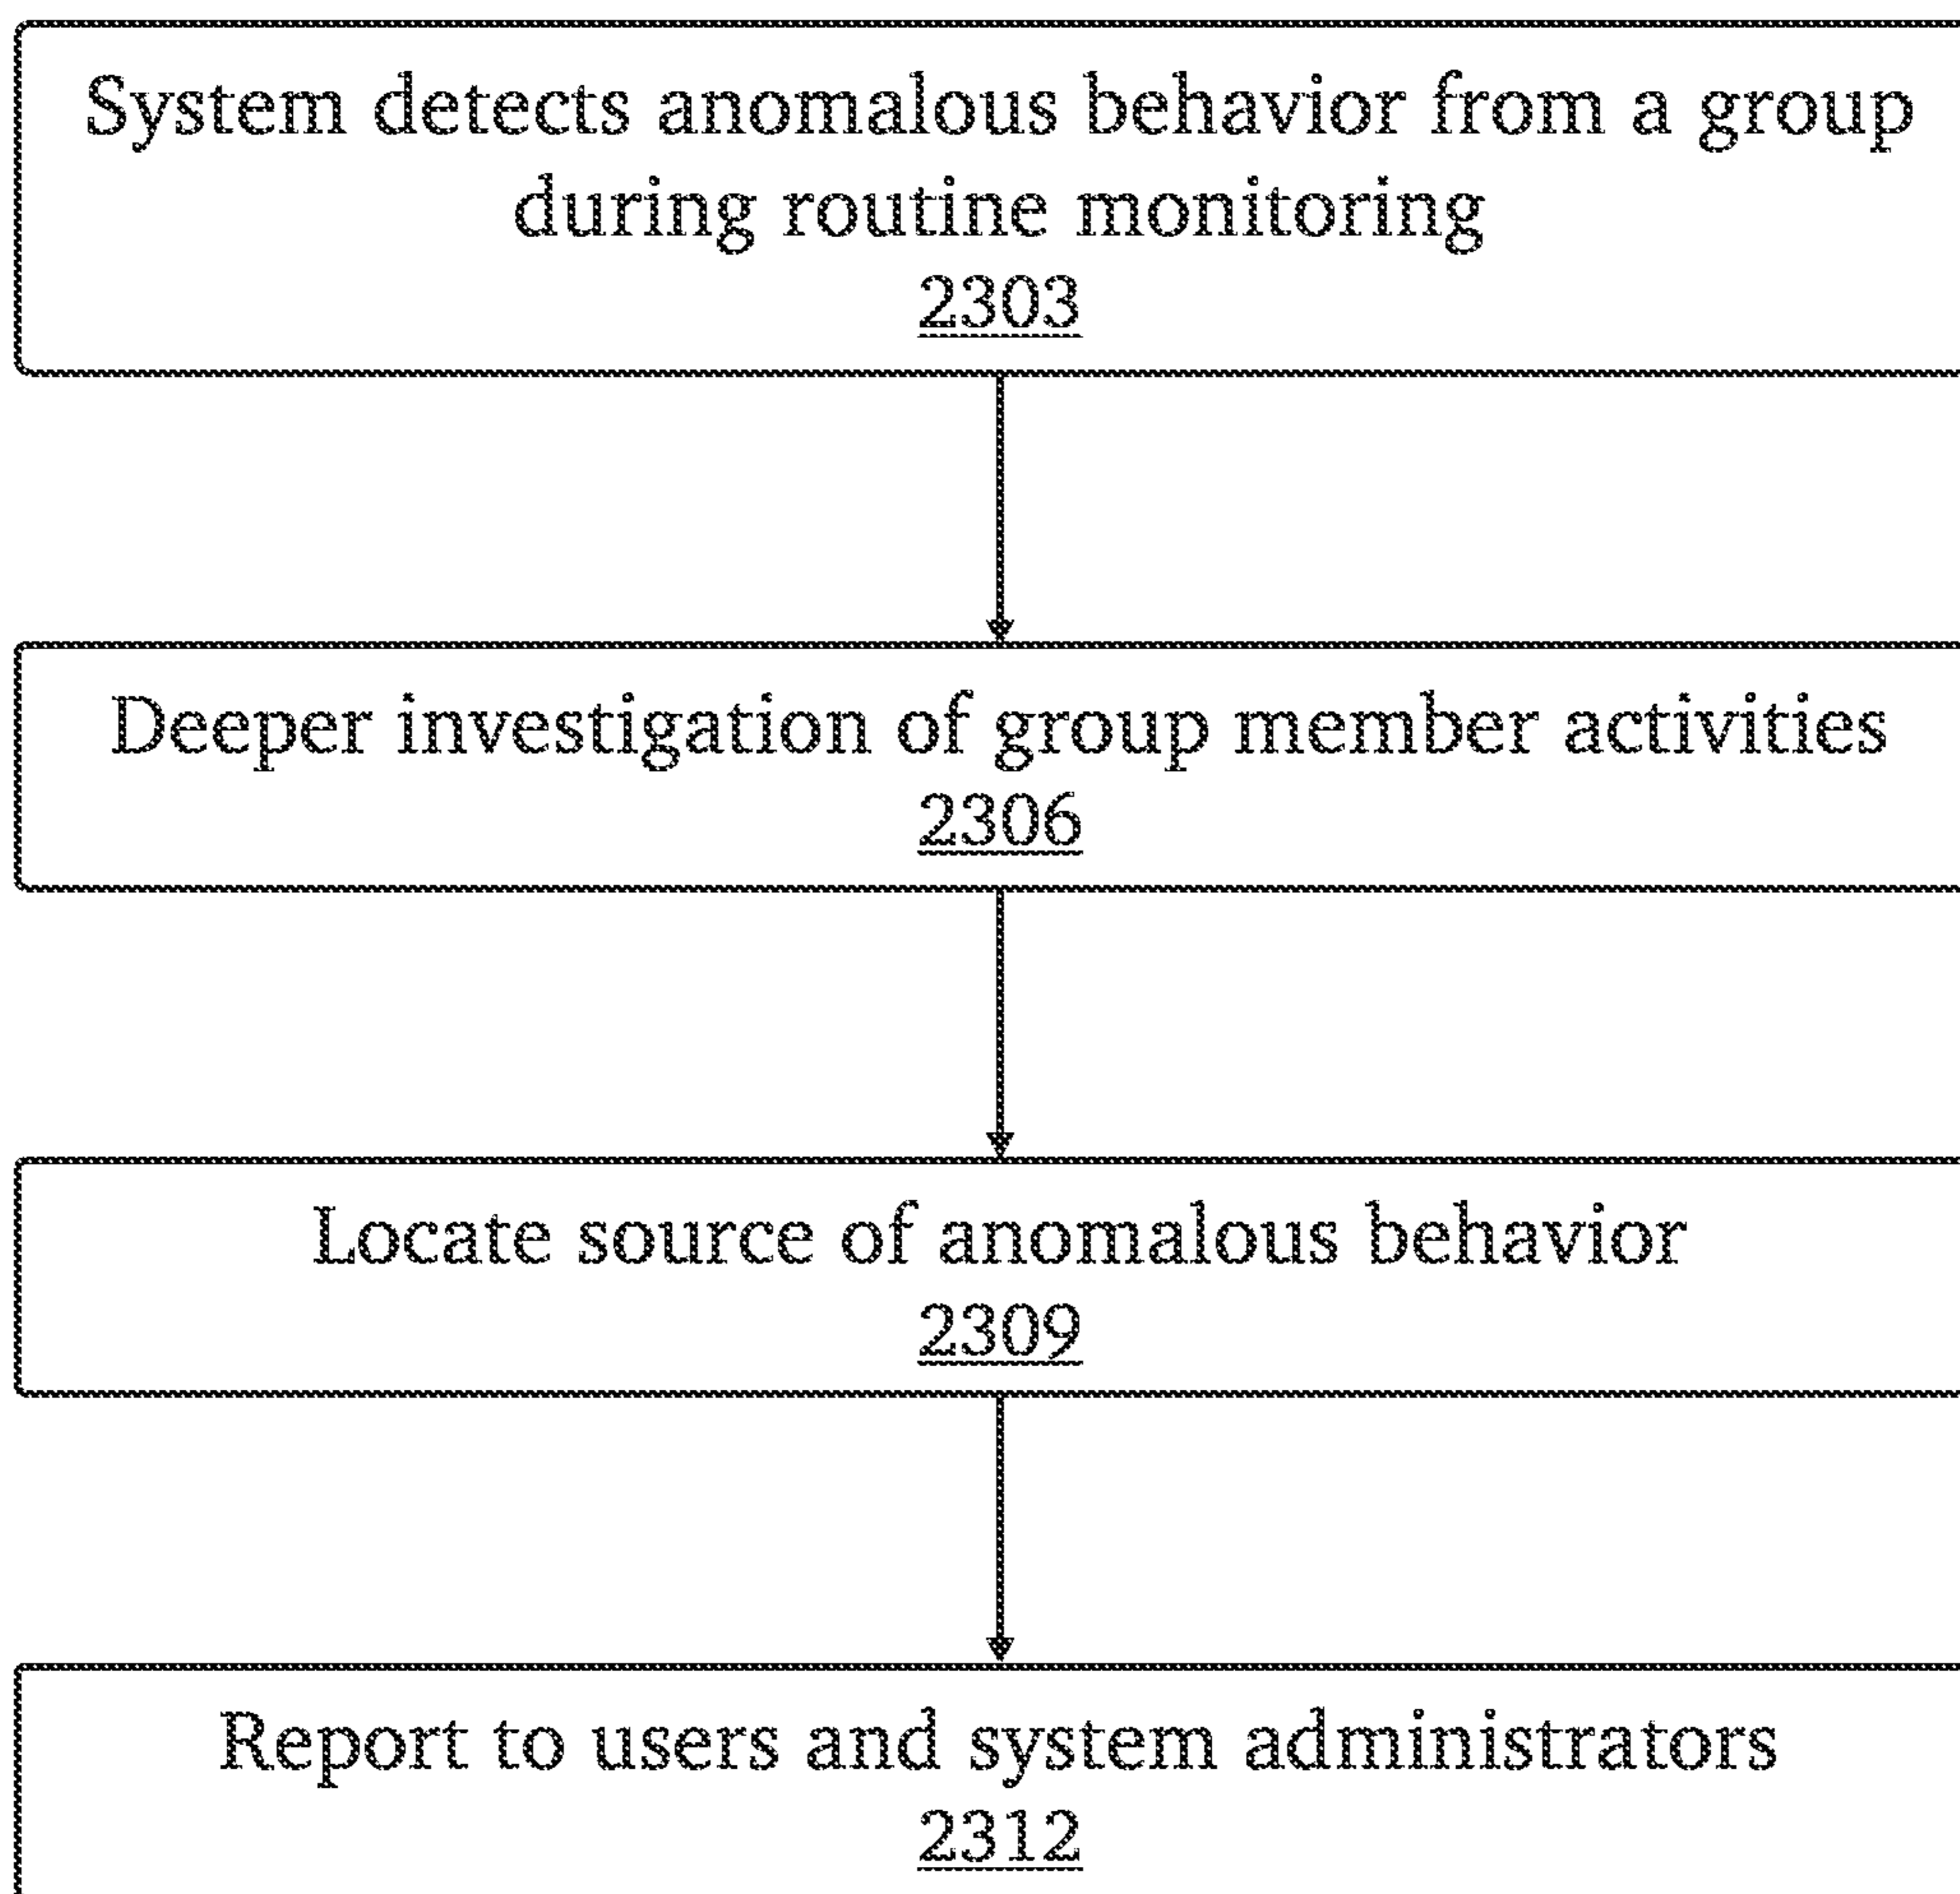 System detects anomalous behavior from a group
during routine monitoring
2303
Deeper investigation of group member activities
2306
Locate source of anomalous behavior
2309
Report to users and system administrators
2312